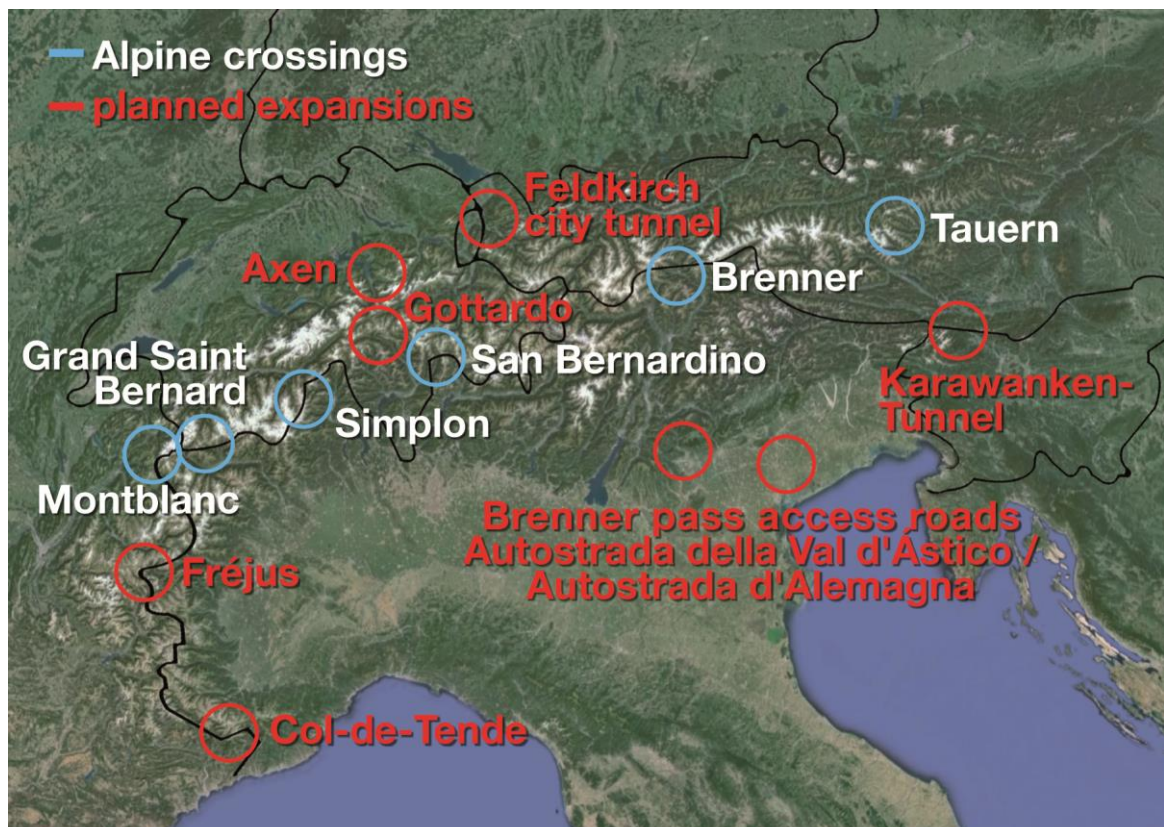 Alpine crossings
planned expansions
Feldkirch
city tunnel
Tauern
Axen
Brenner
Gottardo
Grand Saint
Bernard
San Bernardino
Karawanken-
Tunnel
Simplon
Montblanc
Brenner pass access roads
Autostrada della Val d'Ástico /
Autostrada d'Alemagna
Fréjus
Col-de-Tende